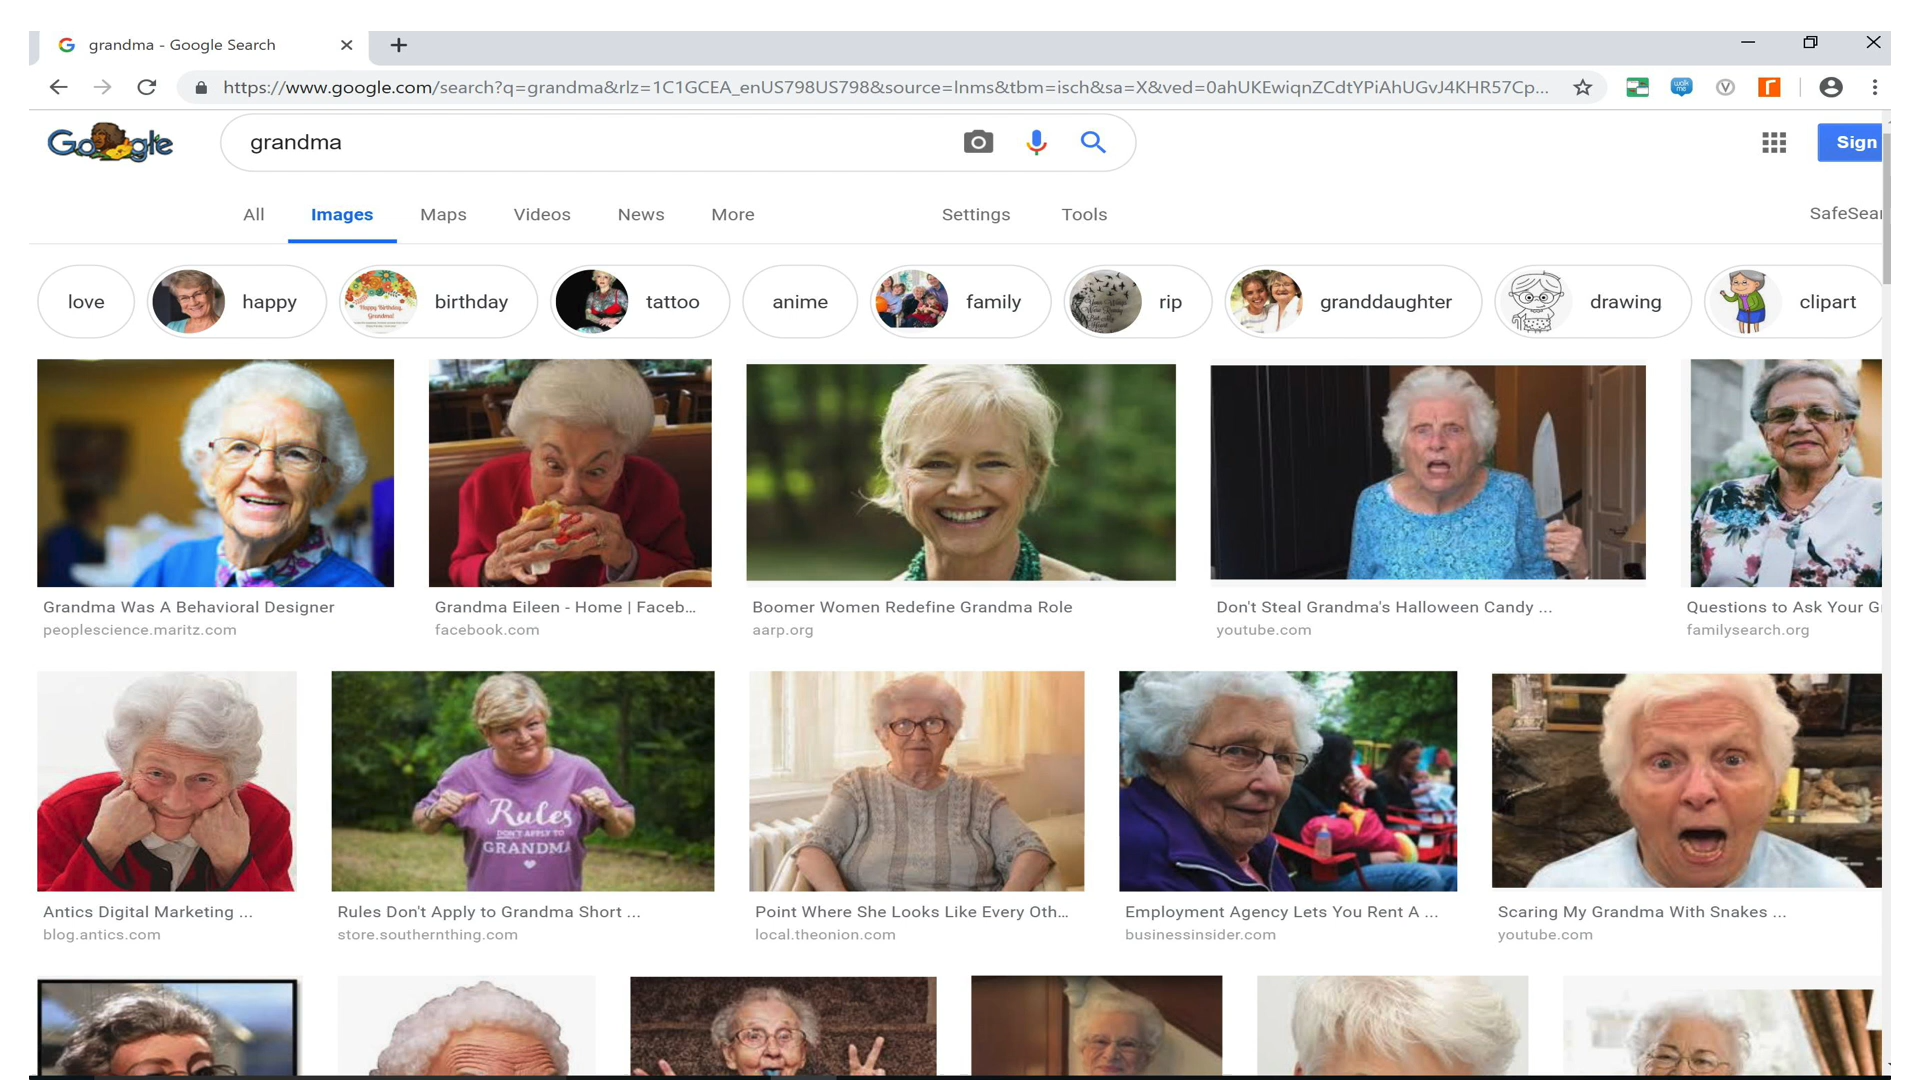 grandma - Google Search
https://www.google.com/search?q=grandma&rlz=1C1GCEA_enUS798US798&source=lnms&tbm=isch&sa=X&ved=0ahUKEwiqnZCdtYPiAhUGvJ4KHR57Cp...
Google grandma Sign
All Images Maps Videos News More Settings Tools SafeSear
love happy birthday tattoo anime family rip granddaughter drawing clipart
Happy Birthday,
Grandma!
Rules
DON'T APPLY TO
GRANDMA
Grandma Was A Behavioral Designer
peoplescience.maritz.com
Grandma Eileen - Home | Faceb...
facebook.com
Boomer Women Redefine Grandma Role
aarp.org
Don't Steal Grandma's Halloween Candy ...
youtube.com
Questions to Ask Your G
familysearch.org
Antics Digital Marketing ...
blog.antics.com
Rules Don't Apply to Grandma Short ...
store.southernthing.com
Point Where She Looks Like Every Oth...
local.theonion.com
Employment Agency Lets You Rent A ...
businessinsider.com
Scaring My Grandma With Snakes ...
youtube.com